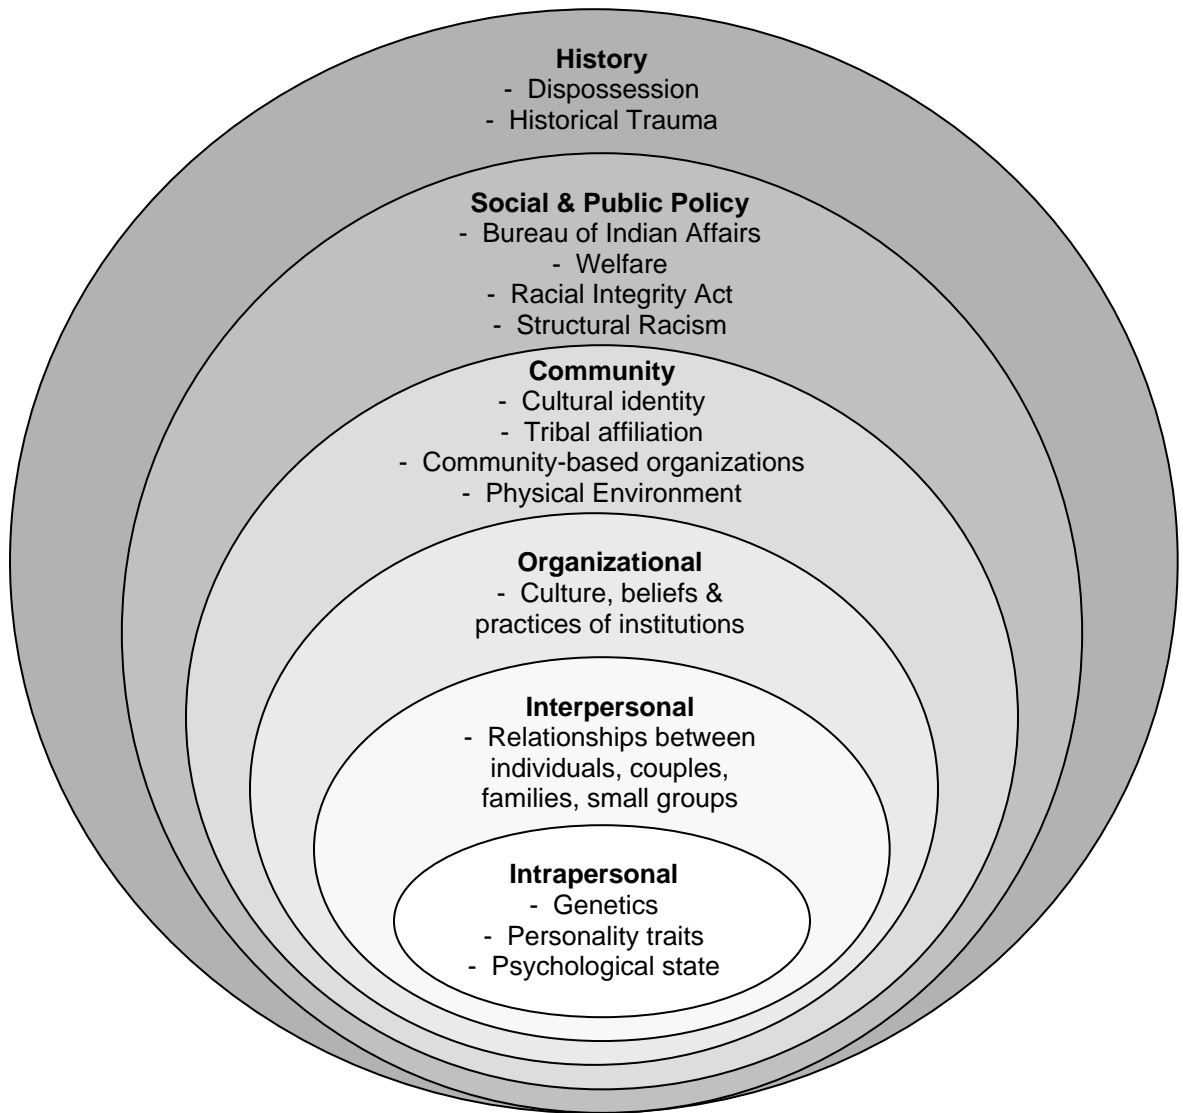 History
- Dispossession
- Historical Trauma
Social & Public Policy
- Bureau of Indian Affairs
- Welfare
- Racial Integrity Act
- Structural Racism
Community
- Cultural identity
- Tribal affiliation
- Community-based organizations
- Physical Environment
Organizational
- Culture, beliefs &
practices of institutions
Interpersonal
- Relationships between
individuals, couples,
families, small groups
Intrapersonal
- Genetics
- Personality traits
- Psychological state